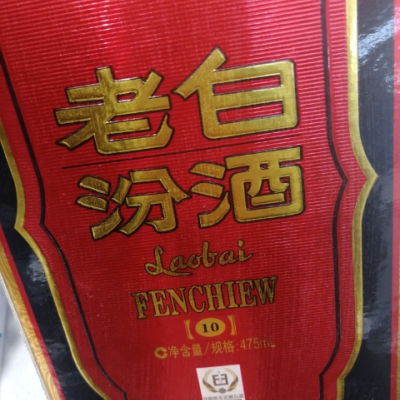 老白
汾酒
Laobai
FENCHIEW
【10】
净含量/规格:475mL